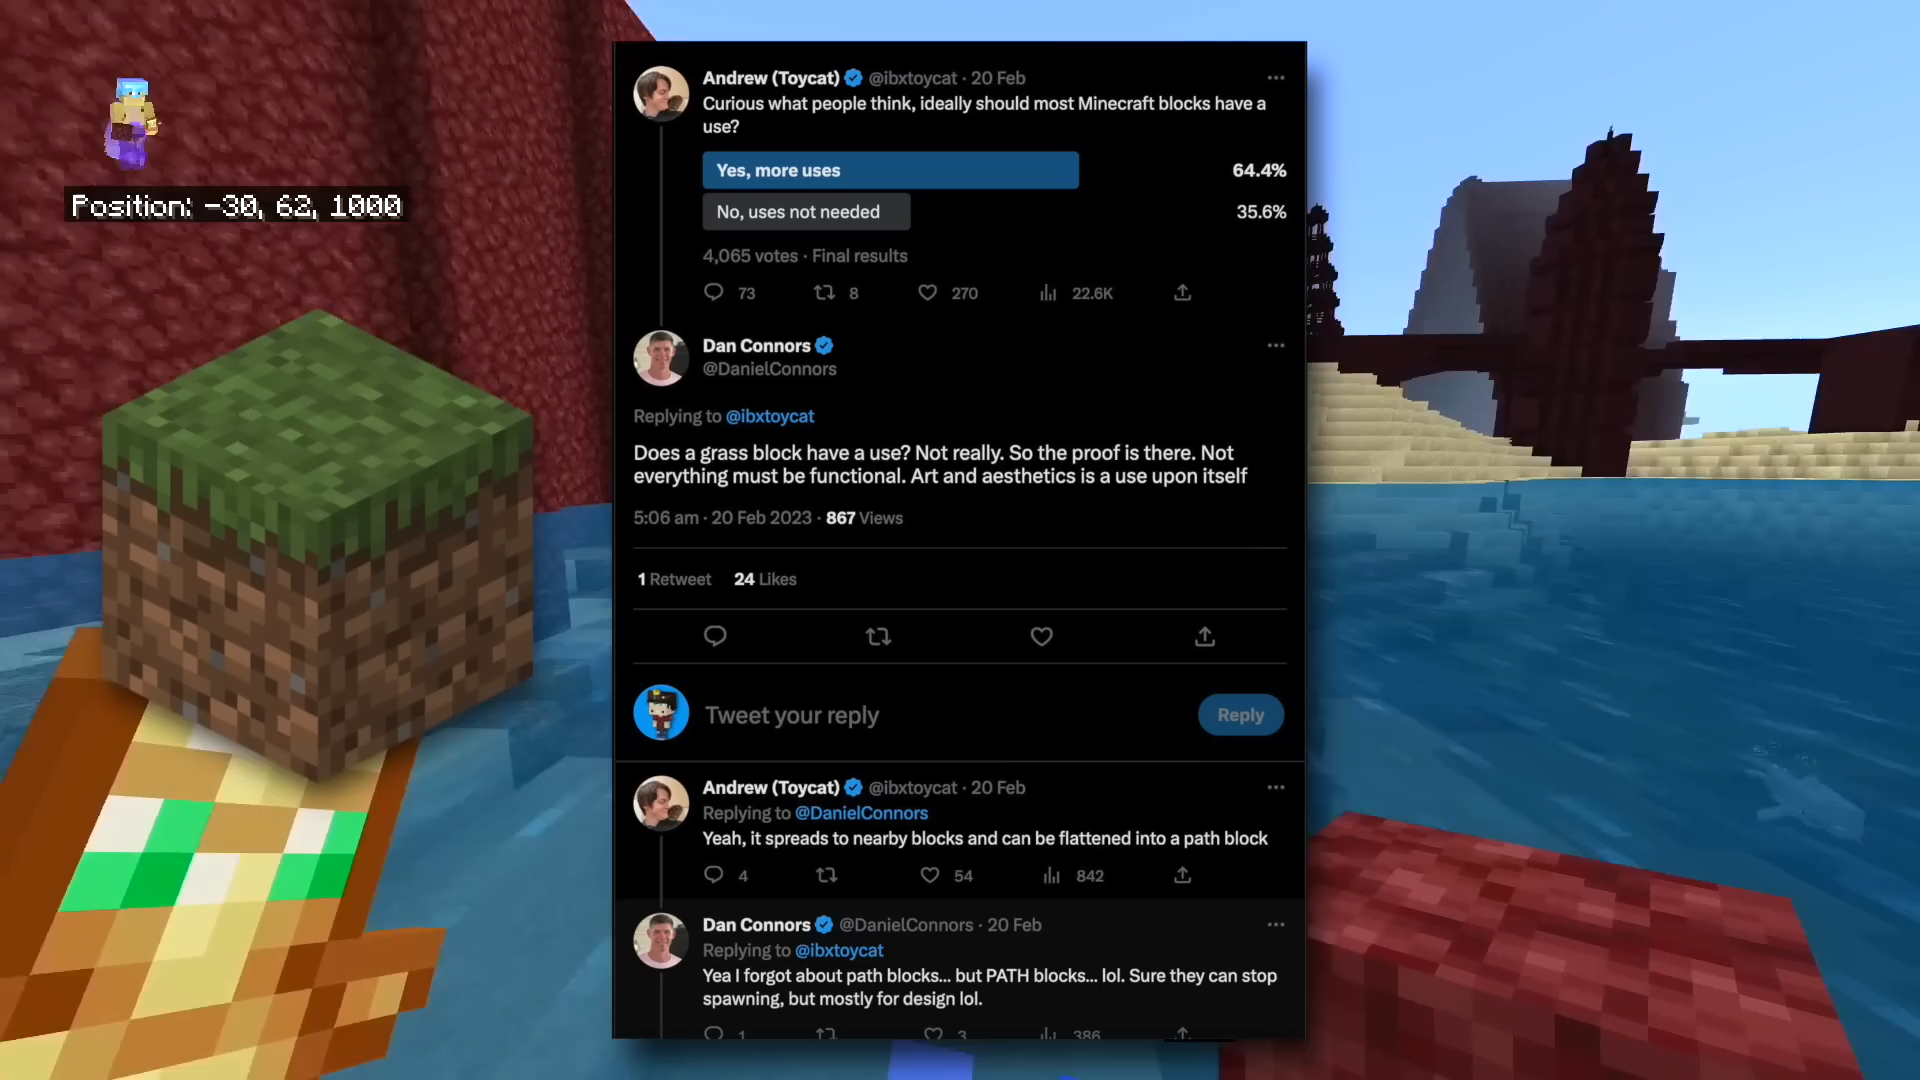 Position: -30, 62, 1000
Andrew (Toycat) @ibxtoycat · 20 Feb
Curious what people think, ideally should most Minecraft blocks have a
use?
Yes, more uses 64.4%
No, uses not needed 35.6%
4,065 votes · Final results
73 8 270 22.6K
Dan Connors
@DanielConnors
Replying to @ibxtoycat
Does a grass block have a use? Not really. So the proof is there. Not
everything must be functional. Art and aesthetics is a use upon itself
5:06 am · 20 Feb 2023 · 867 Views
1 Retweet 24 Likes
Tweet your reply Reply
Andrew (Toycat) @ibxtoycat · 20 Feb
Replying to @DanielConnors
Yeah, it spreads to nearby blocks and can be flattened into a path block
4 54 842
Dan Connors @DanielConnors · 20 Feb
Replying to @ibxtoycat
Yea I forgot about path blocks... but PATH blocks... lol. Sure they can stop
spawning, but mostly for design lol.
1 3 386